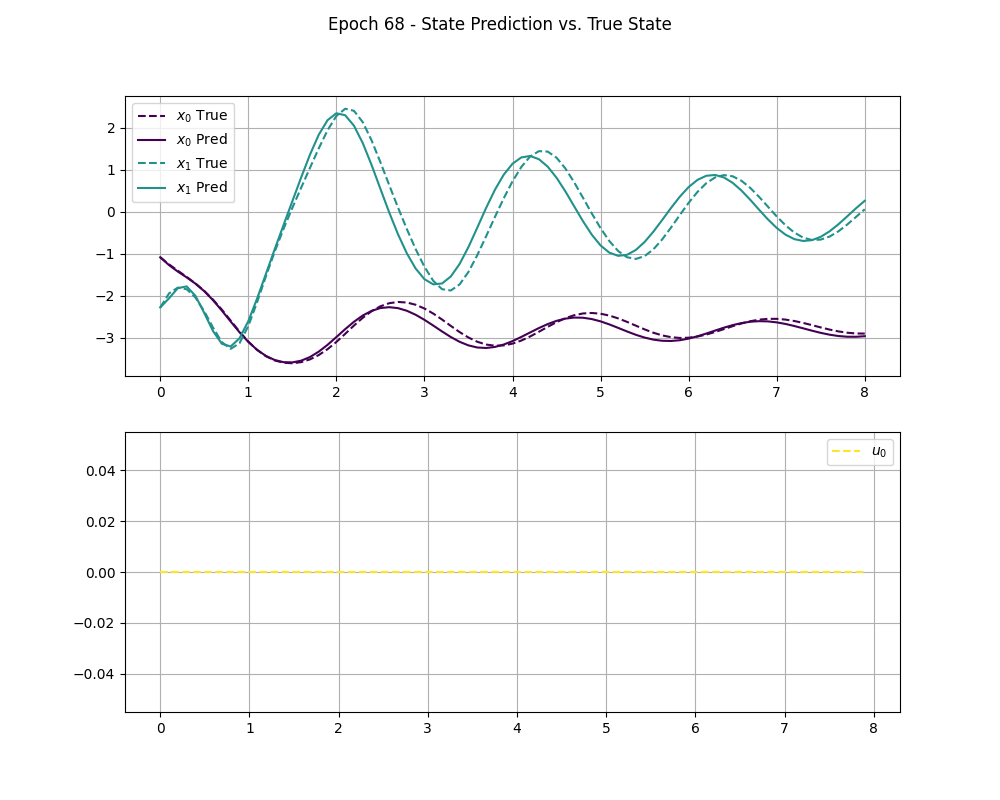 Epoch 68 - State Prediction vs. True State
x₀ True
x₀ Pred
x₁ True
x₁ Pred
2
1
0
−1
−2
−3
0 1 2 3 4 5 6 7 8
u₀
0.04
0.02
0.00
−0.02
−0.04
0 1 2 3 4 5 6 7 8